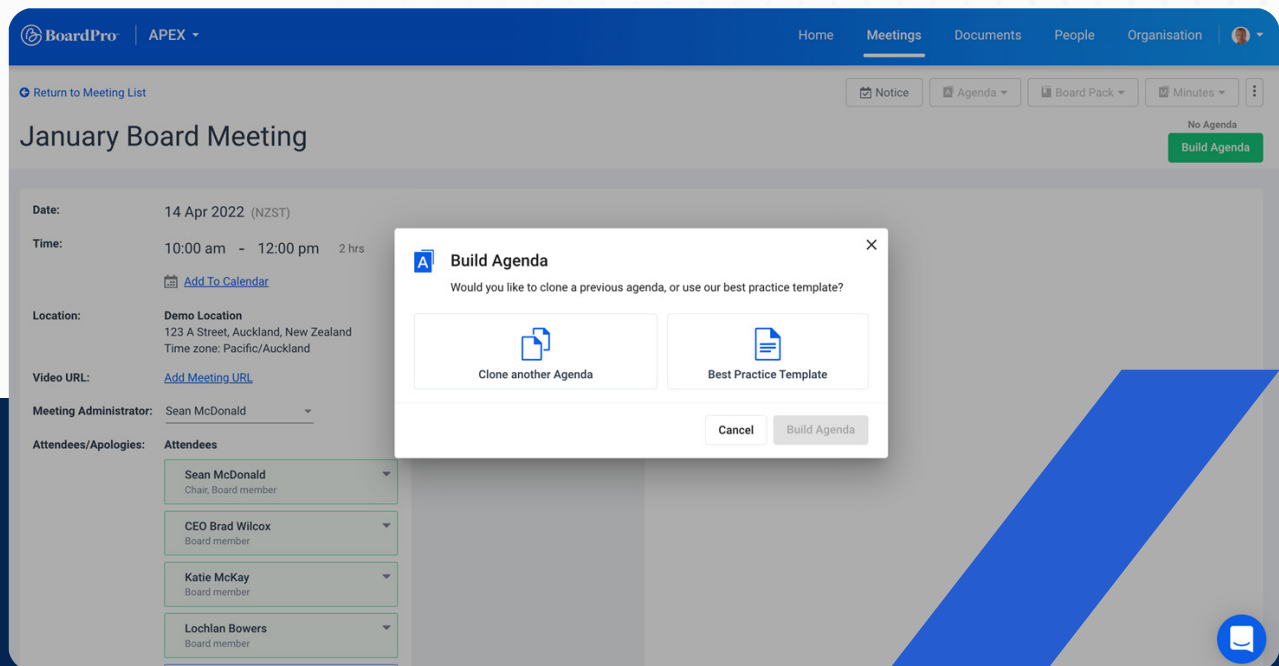 BoardPro APEX Home Meetings Documents People Organisation
Return to Meeting List Notice Agenda Board Pack Minutes
January Board Meeting
No Agenda
Build Agenda
Date: 14 Apr 2022 (NZST)
Time: 10:00 am - 12:00 pm 2 hrs
Add To Calendar
Location: Demo Location
123 A Street, Auckland, New Zealand
Time zone: Pacific/Auckland
Video URL: Add Meeting URL
Meeting Administrator: Sean McDonald
Attendees/Apologies: Attendees
Sean McDonald
Chair, Board member
CEO Brad Wilcox
Board member
Katie McKay
Board member
Lochlan Bowers
Board member
A Build Agenda
Would you like to clone a previous agenda, or use our best practice template?
Clone another Agenda Best Practice Template
Cancel Build Agenda